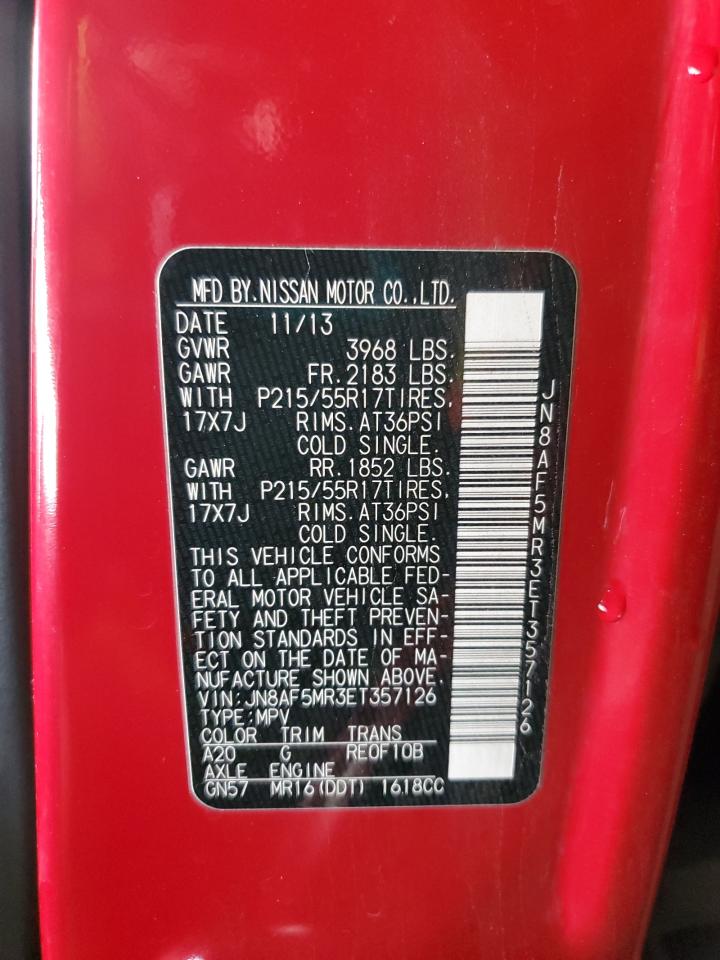 MFD BY.NISSAN MOTOR CO.,LTD.
DATE 11/13
GVWR 3968 LBS.
GAWR FR.2183 LBS.
WITH P215/55R17TIRES,
17X7J RIMS.AT36PSI
COLD SINGLE.
GAWR RR.1852 LBS.
WITH P215/55R17TIRES,
17X7J RIMS.AT36PSI
COLD SINGLE.
THIS VEHICLE CONFORMS
TO ALL APPLICABLE FED-
ERAL MOTOR VEHICLE SA-
FETY AND THEFT PREVEN-
TION STANDARDS IN EFF-
ECT ON THE DATE OF MA-
NUFACTURE SHOWN ABOVE.
VIN:JN8AF5MR3ET357126
TYPE:MPV
COLOR TRIM TRANS
A20 G RE0F10B
AXLE ENGINE
GN57 MR16(DDT) 1618CC
JN8AF5MR3ET357126